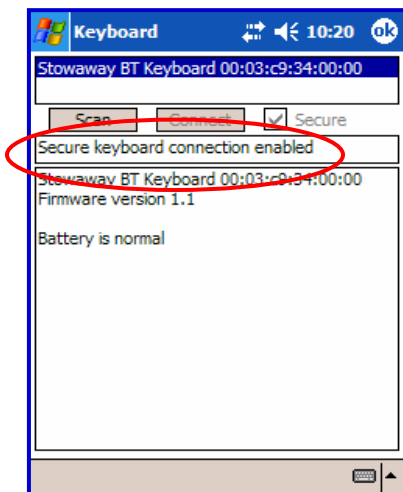 Keyboard 10:20 ok
Stowaway BT Keyboard 00:03:c9:34:00:00
Scan Connect Secure
Secure keyboard connection enabled
Stowaway BT Keyboard 00:03:c9:34:00:00
Firmware version 1.1
Battery is normal